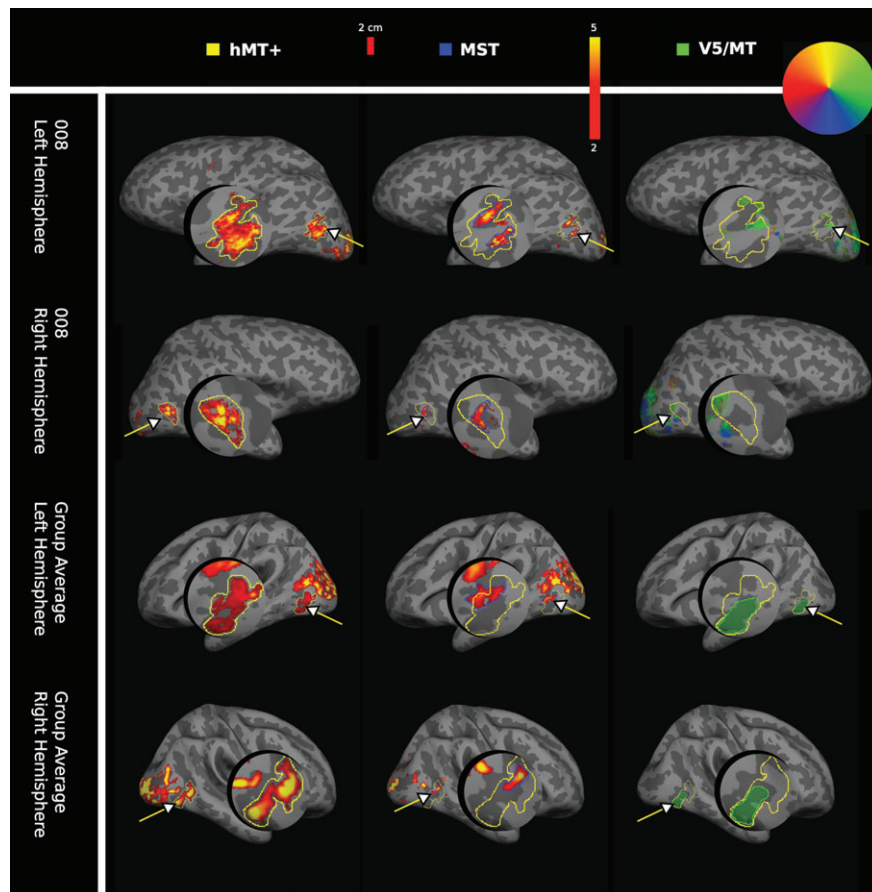 2 cm
5
hMT+
MST
V5/MT
2
008
Left Hemisphere
008
Right Hemisphere
Group Average
Left Hemisphere
Group Average
Right Hemisphere